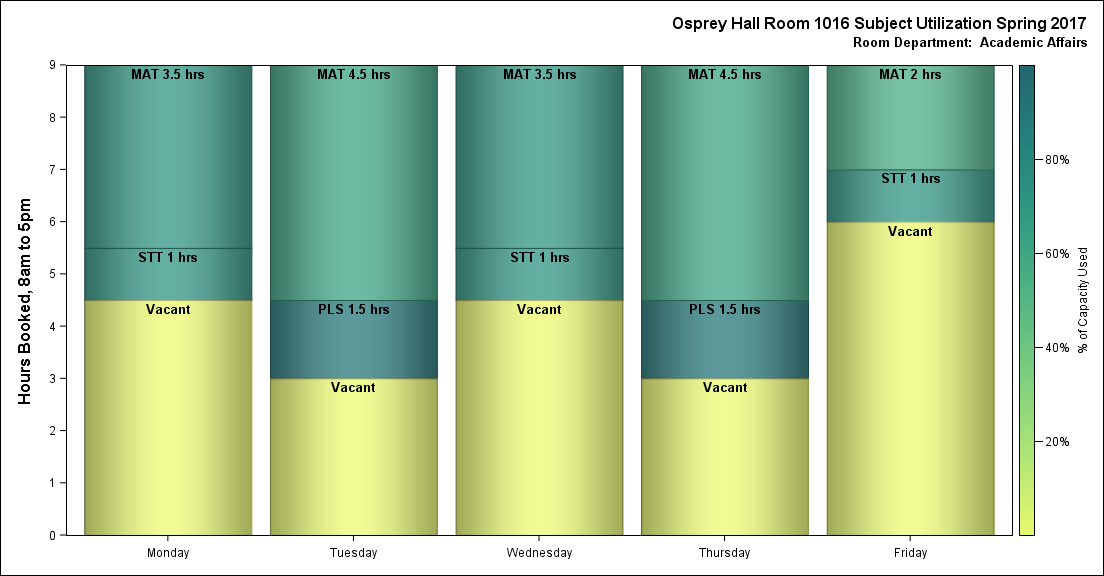 Osprey Hall Room 1016 Subject Utilization Spring 2017
Room Department:  Academic Affairs
Hours Booked, 8am to 5pm
9
8
7
6
5
4
3
2
1
0
MAT 3.5 hrs
STT 1 hrs
Vacant
MAT 4.5 hrs
PLS 1.5 hrs
Vacant
MAT 3.5 hrs
STT 1 hrs
Vacant
MAT 4.5 hrs
PLS 1.5 hrs
Vacant
MAT 2 hrs
STT 1 hrs
Vacant
Monday
Tuesday
Wednesday
Thursday
Friday
80%
60%
40%
20%
% of Capacity Used